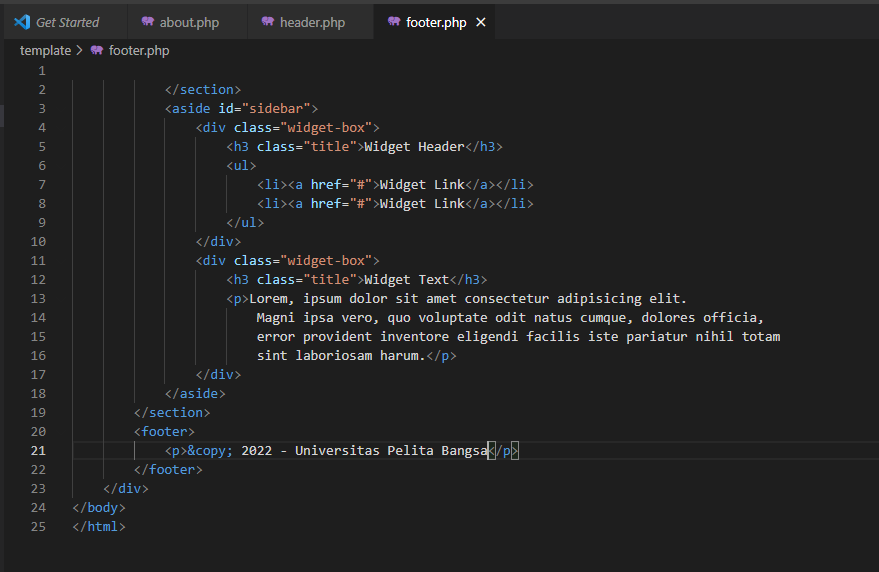 Get Started about.php header.php footer.php
template > footer.php
1
2 </section>
3 <aside id="sidebar">
4 <div class="widget-box">
5 <h3 class="title">Widget Header</h3>
6 <ul>
7 <li><a href="#">Widget Link</a></li>
8 <li><a href="#">Widget Link</a></li>
9 </ul>
10 </div>
11 <div class="widget-box">
12 <h3 class="title">Widget Text</h3>
13 <p>Lorem, ipsum dolor sit amet consectetur adipisicing elit.
14 Magni ipsa vero, quo voluptate odit natus cumque, dolores officia,
15 error provident inventore eligendi facilis iste pariatur nihil totam
16 sint laboriosam harum.</p>
17 </div>
18 </aside>
19 </section>
20 <footer>
21 <p>&copy; 2022 - Universitas Pelita Bangsa</p>
22 </footer>
23 </div>
24 </body>
25 </html>